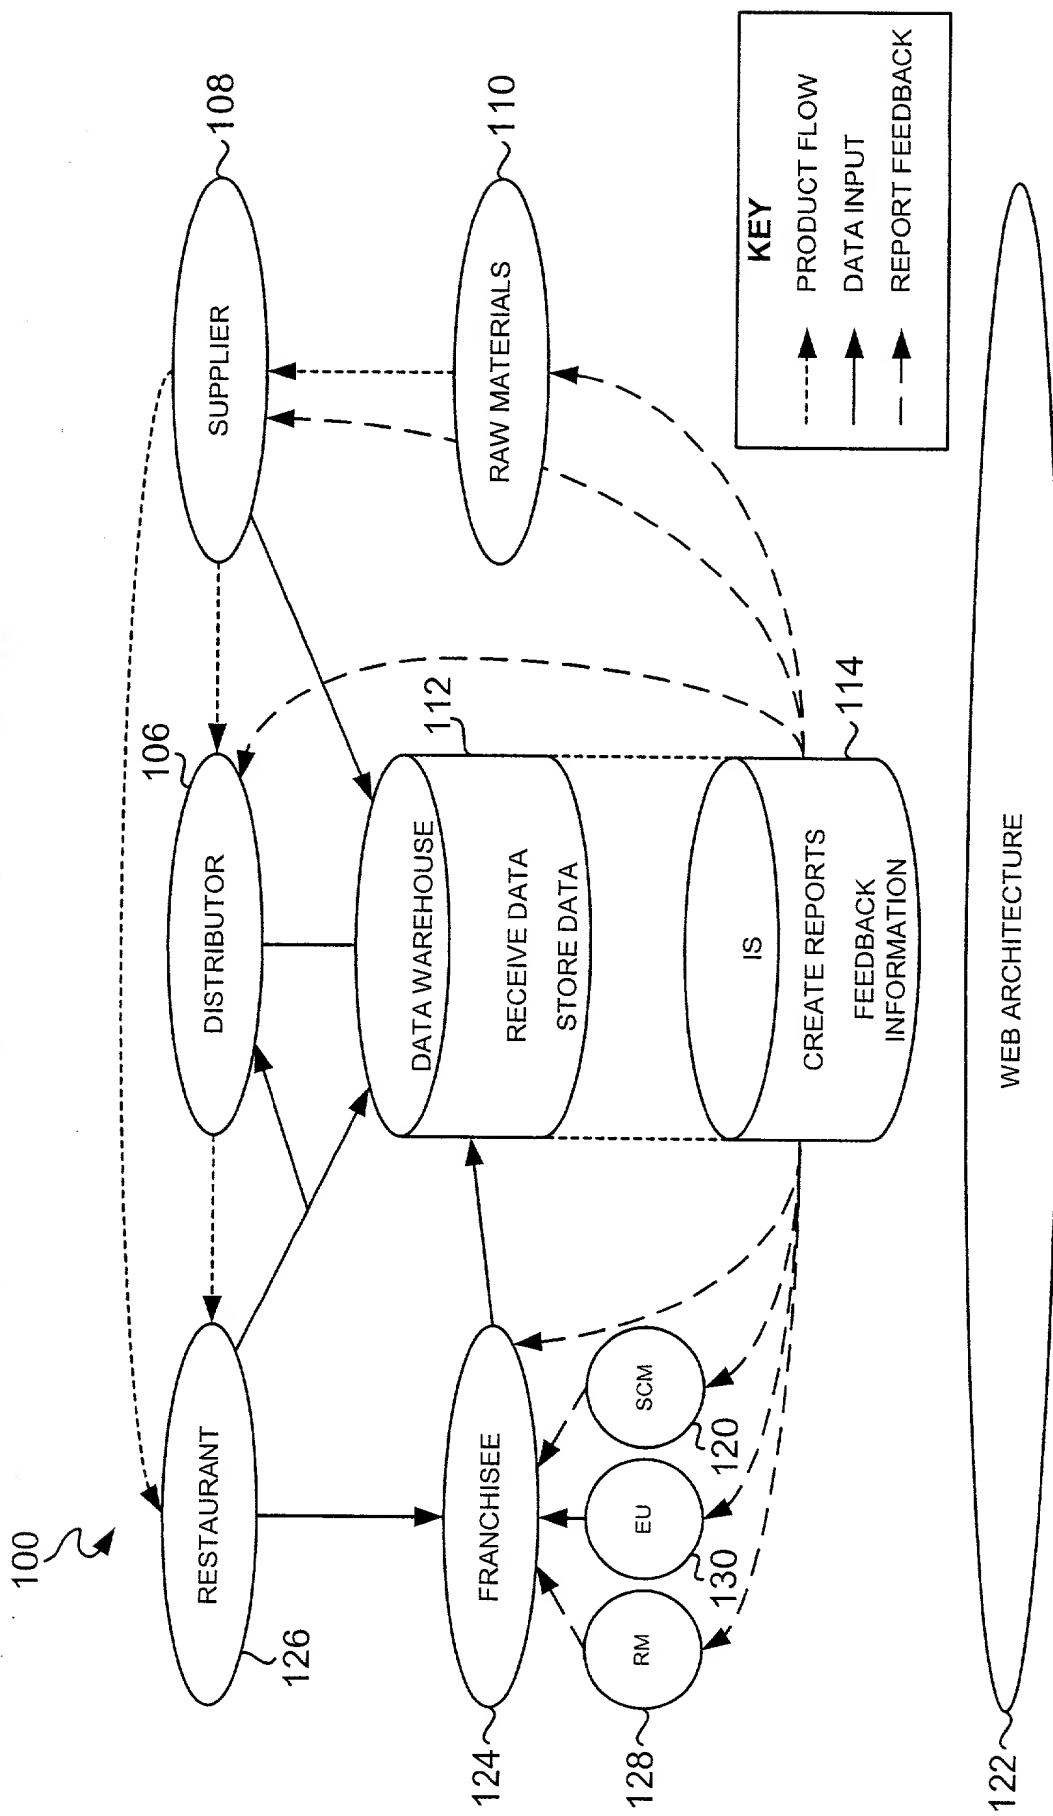 100
126
RESTAURANT
106
DISTRIBUTOR
108
SUPPLIER
124
FRANCHISEE
112
DATA WAREHOUSE
RECEIVE DATA
STORE DATA
110
RAW MATERIALS
128
RM
130
EU
120
SCM
114
IS
CREATE REPORTS
FEEDBACK
INFORMATION
KEY
PRODUCT FLOW
DATA INPUT
REPORT FEEDBACK
122
WEB ARCHITECTURE